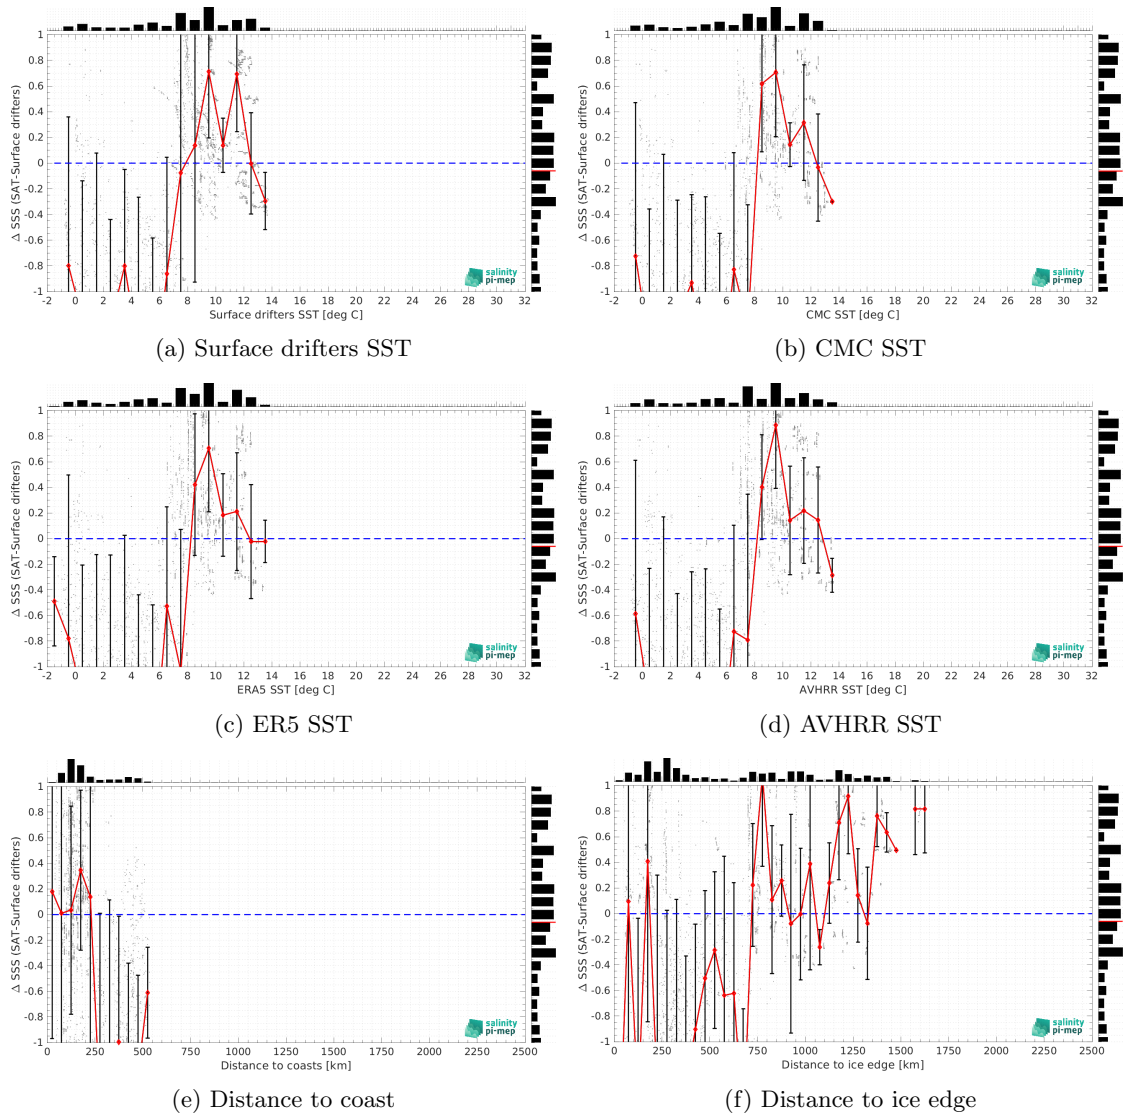 1
0.8
0.6
0.4
0.2
0
-0.2
-0.4
-0.6
-0.8
-1
Δ SSS (SAT-Surface drifters)
salinity
pi-mep
-2 0 2 4 6 8 10 12 14 16 18 20 22 24 26 28 30 32
Surface drifters SST [deg C]
(a) Surface drifters SST
1
0.8
0.6
0.4
0.2
0
-0.2
-0.4
-0.6
-0.8
-1
Δ SSS (SAT-Surface drifters)
salinity
pi-mep
-2 0 2 4 6 8 10 12 14 16 18 20 22 24 26 28 30 32
CMC SST [deg C]
(b) CMC SST
1
0.8
0.6
0.4
0.2
0
-0.2
-0.4
-0.6
-0.8
-1
Δ SSS (SAT-Surface drifters)
salinity
pi-mep
-2 0 2 4 6 8 10 12 14 16 18 20 22 24 26 28 30 32
ERA5 SST [deg C]
(c) ER5 SST
1
0.8
0.6
0.4
0.2
0
-0.2
-0.4
-0.6
-0.8
-1
Δ SSS (SAT-Surface drifters)
salinity
pi-mep
-2 0 2 4 6 8 10 12 14 16 18 20 22 24 26 28 30 32
AVHRR SST [deg C]
(d) AVHRR SST
1
0.8
0.6
0.4
0.2
0
-0.2
-0.4
-0.6
-0.8
-1
Δ SSS (SAT-Surface drifters)
salinity
pi-mep
0 250 500 750 1000 1250 1500 1750 2000 2250 2500
Distance to coasts [km]
(e) Distance to coast
1
0.8
0.6
0.4
0.2
0
-0.2
-0.4
-0.6
-0.8
-1
Δ SSS (SAT-Surface drifters)
salinity
pi-mep
0 250 500 750 1000 1250 1500 1750 2000 2250 2500
Distance to ice edge [km]
(f) Distance to ice edge